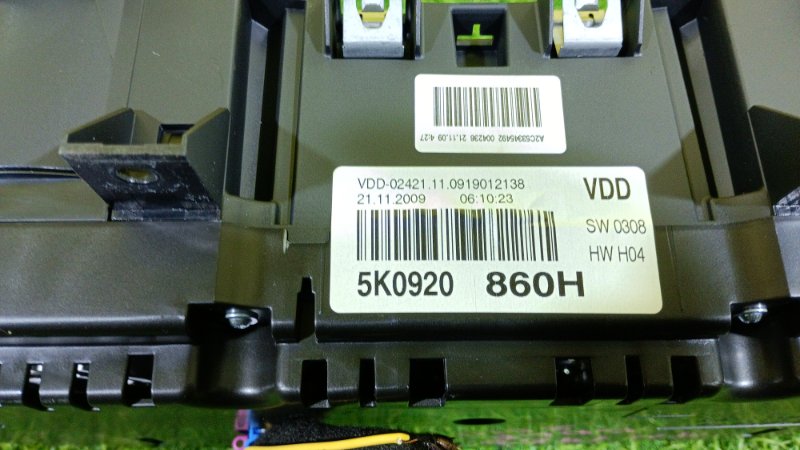 A2C53345492 004236 21.11.09 4:27
VDD-02421.11.0919012138
21.11.2009 06:10:23
VDD
SW 0308
HW H04
5K0920 860H